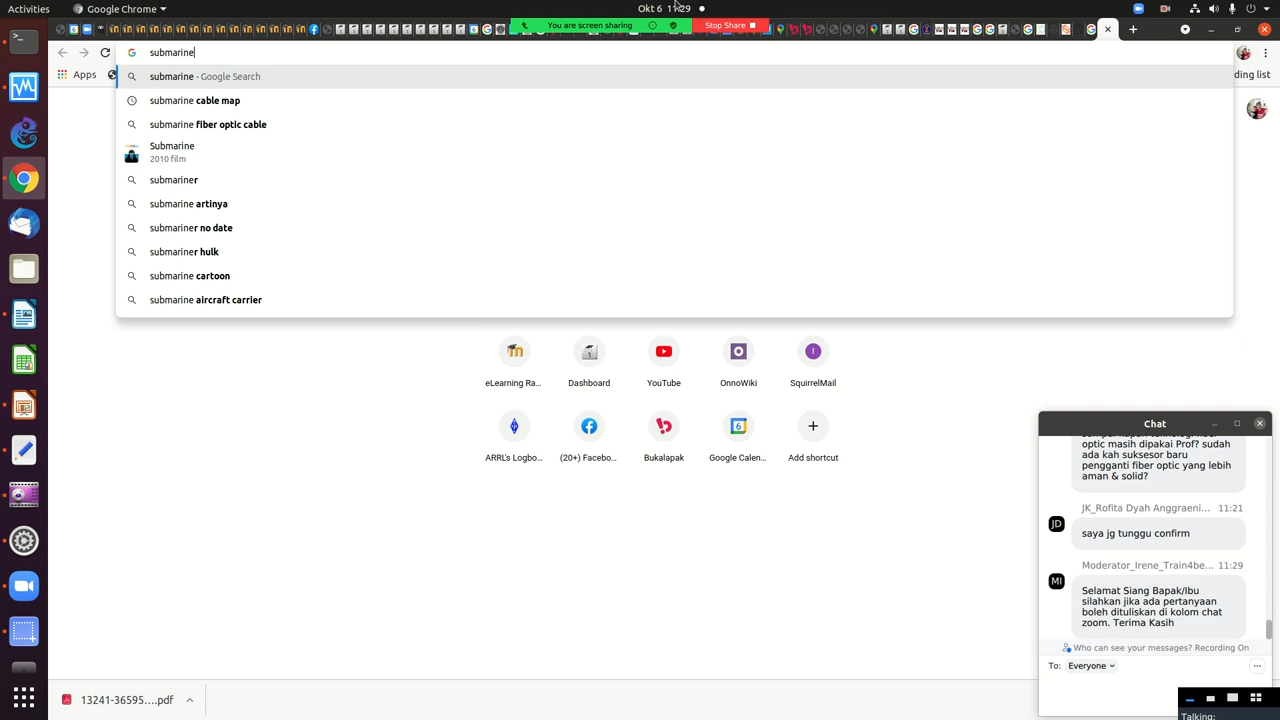 Activities
Google Chrome
Okt 6 11:29
You are screen sharing
Stop Share
submarine
Apps
ding list
submarine - Google Search
submarine cable map
submarine fiber optic cable
Submarine
2010 film
submariner
submarine artinya
submariner no date
submariner hulk
submarine cartoon
submarine aircraft carrier
eLearning Ra...
Dashboard
YouTube
OnnoWiki
SquirrelMail
ARRL's Logbo...
(20+) Facebo...
Bukalapak
Google Calen...
Add shortcut
Chat
optic masih dipakai Prof? sudah
ada kah suksesor baru
pengganti fiber optic yang lebih
aman & solid?
JK_Rofita Dyah Anggraeni... 11:21
JD
saya jg tunggu confirm
Moderator_Irene_Train4be... 11:29
MI
Selamat Siang Bapak/Ibu
silahkan jika ada pertanyaan
boleh dituliskan di kolom chat
zoom. Terima Kasih
Who can see your messages? Recording On
To: Everyone
13241-36595....pdf
Talking: